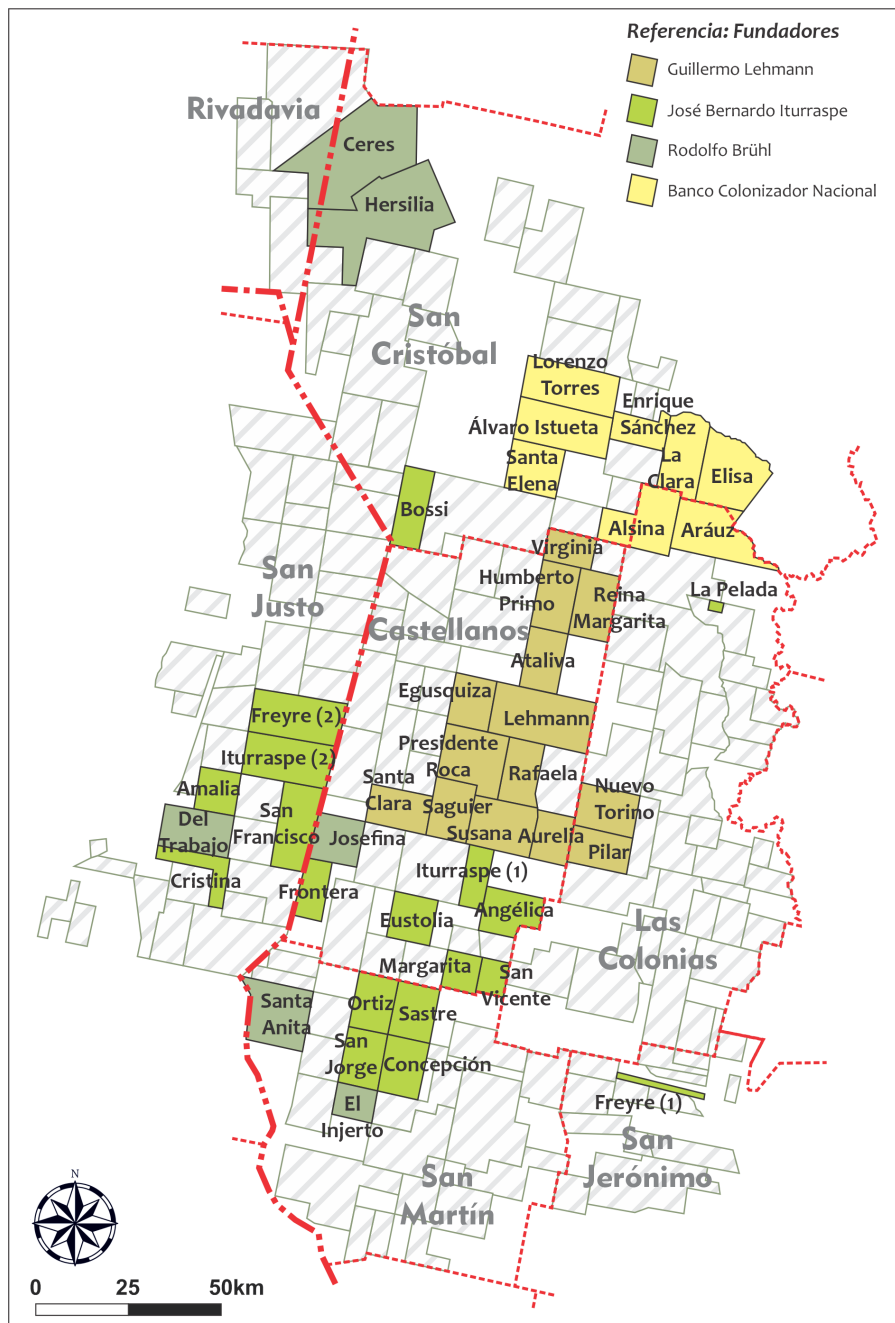 Referencia: Fundadores
Guillermo Lehmann
José Bernardo Iturraspe
Rodolfo Brühl
Banco Colonizador Nacional
Rivadavia
Ceres
Hersilia
San
Cristóbal
Lorenzo
Torres
Enrique
Sánchez
Álvaro Istueta
La
Clara
Santa
Elena
Elisa
Bossi
Alsina
Aráuz
Virginia
San
Justo
Humberto
Primo
Reina
Margarita
La Pelada
Castellanos
Ataliva
Egusquiza
Lehmann
Freyre (2)
Presidente
Roca
Iturraspe (2)
Rafaela
Santa
Clara
Amalia
Nuevo
Torino
San
Francisco
Saguier
Del
Trabajo
Josefina
Susana
Aurelia
Pilar
Iturraspe (1)
Cristina
Frontera
Eustolia
Angélica
Las
Colonias
Margarita
San
Vicente
Santa
Anita
Ortiz
Sastre
San
Jorge
Concepción
El
Injerto
Freyre (1)
San
Jerónimo
San
Martín
N
0 25 50km